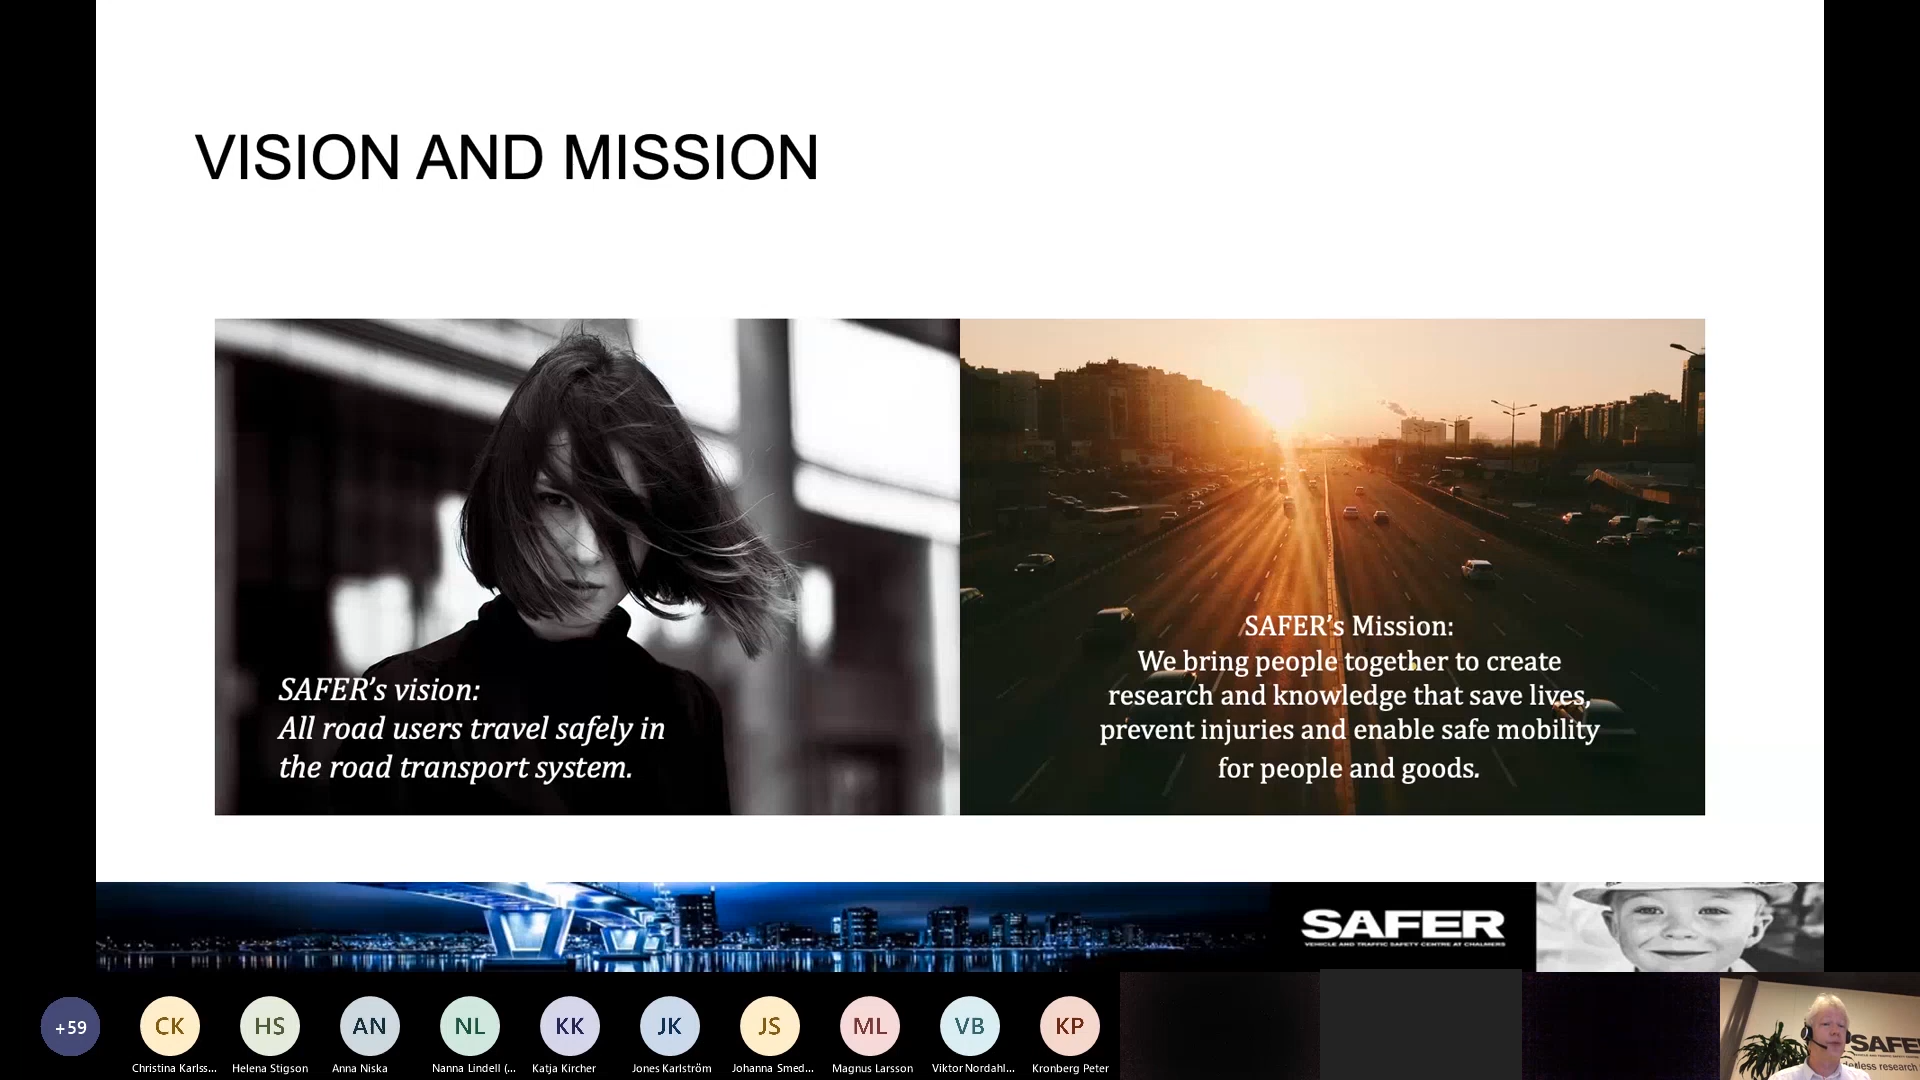 VISION AND MISSION
SAFER’s vision:
All road users travel safely in
the road transport system.
SAFER’s Mission:
We bring people together to create
research and knowledge that save lives,
prevent injuries and enable safe mobility
for people and goods.
SAFER
VEHICLE AND TRAFFIC SAFETY CENTRE AT CHALMERS
+59
CK
HS
AN
NL
KK
JK
JS
ML
VB
KP
Christina Karlss...
Helena Stigson
Anna Niska
Nanna Lindell (...
Katja Kircher
Jones Karlström
Johanna Smed...
Magnus Larsson
Viktor Nordahl...
Kronberg Peter
SAFE
research